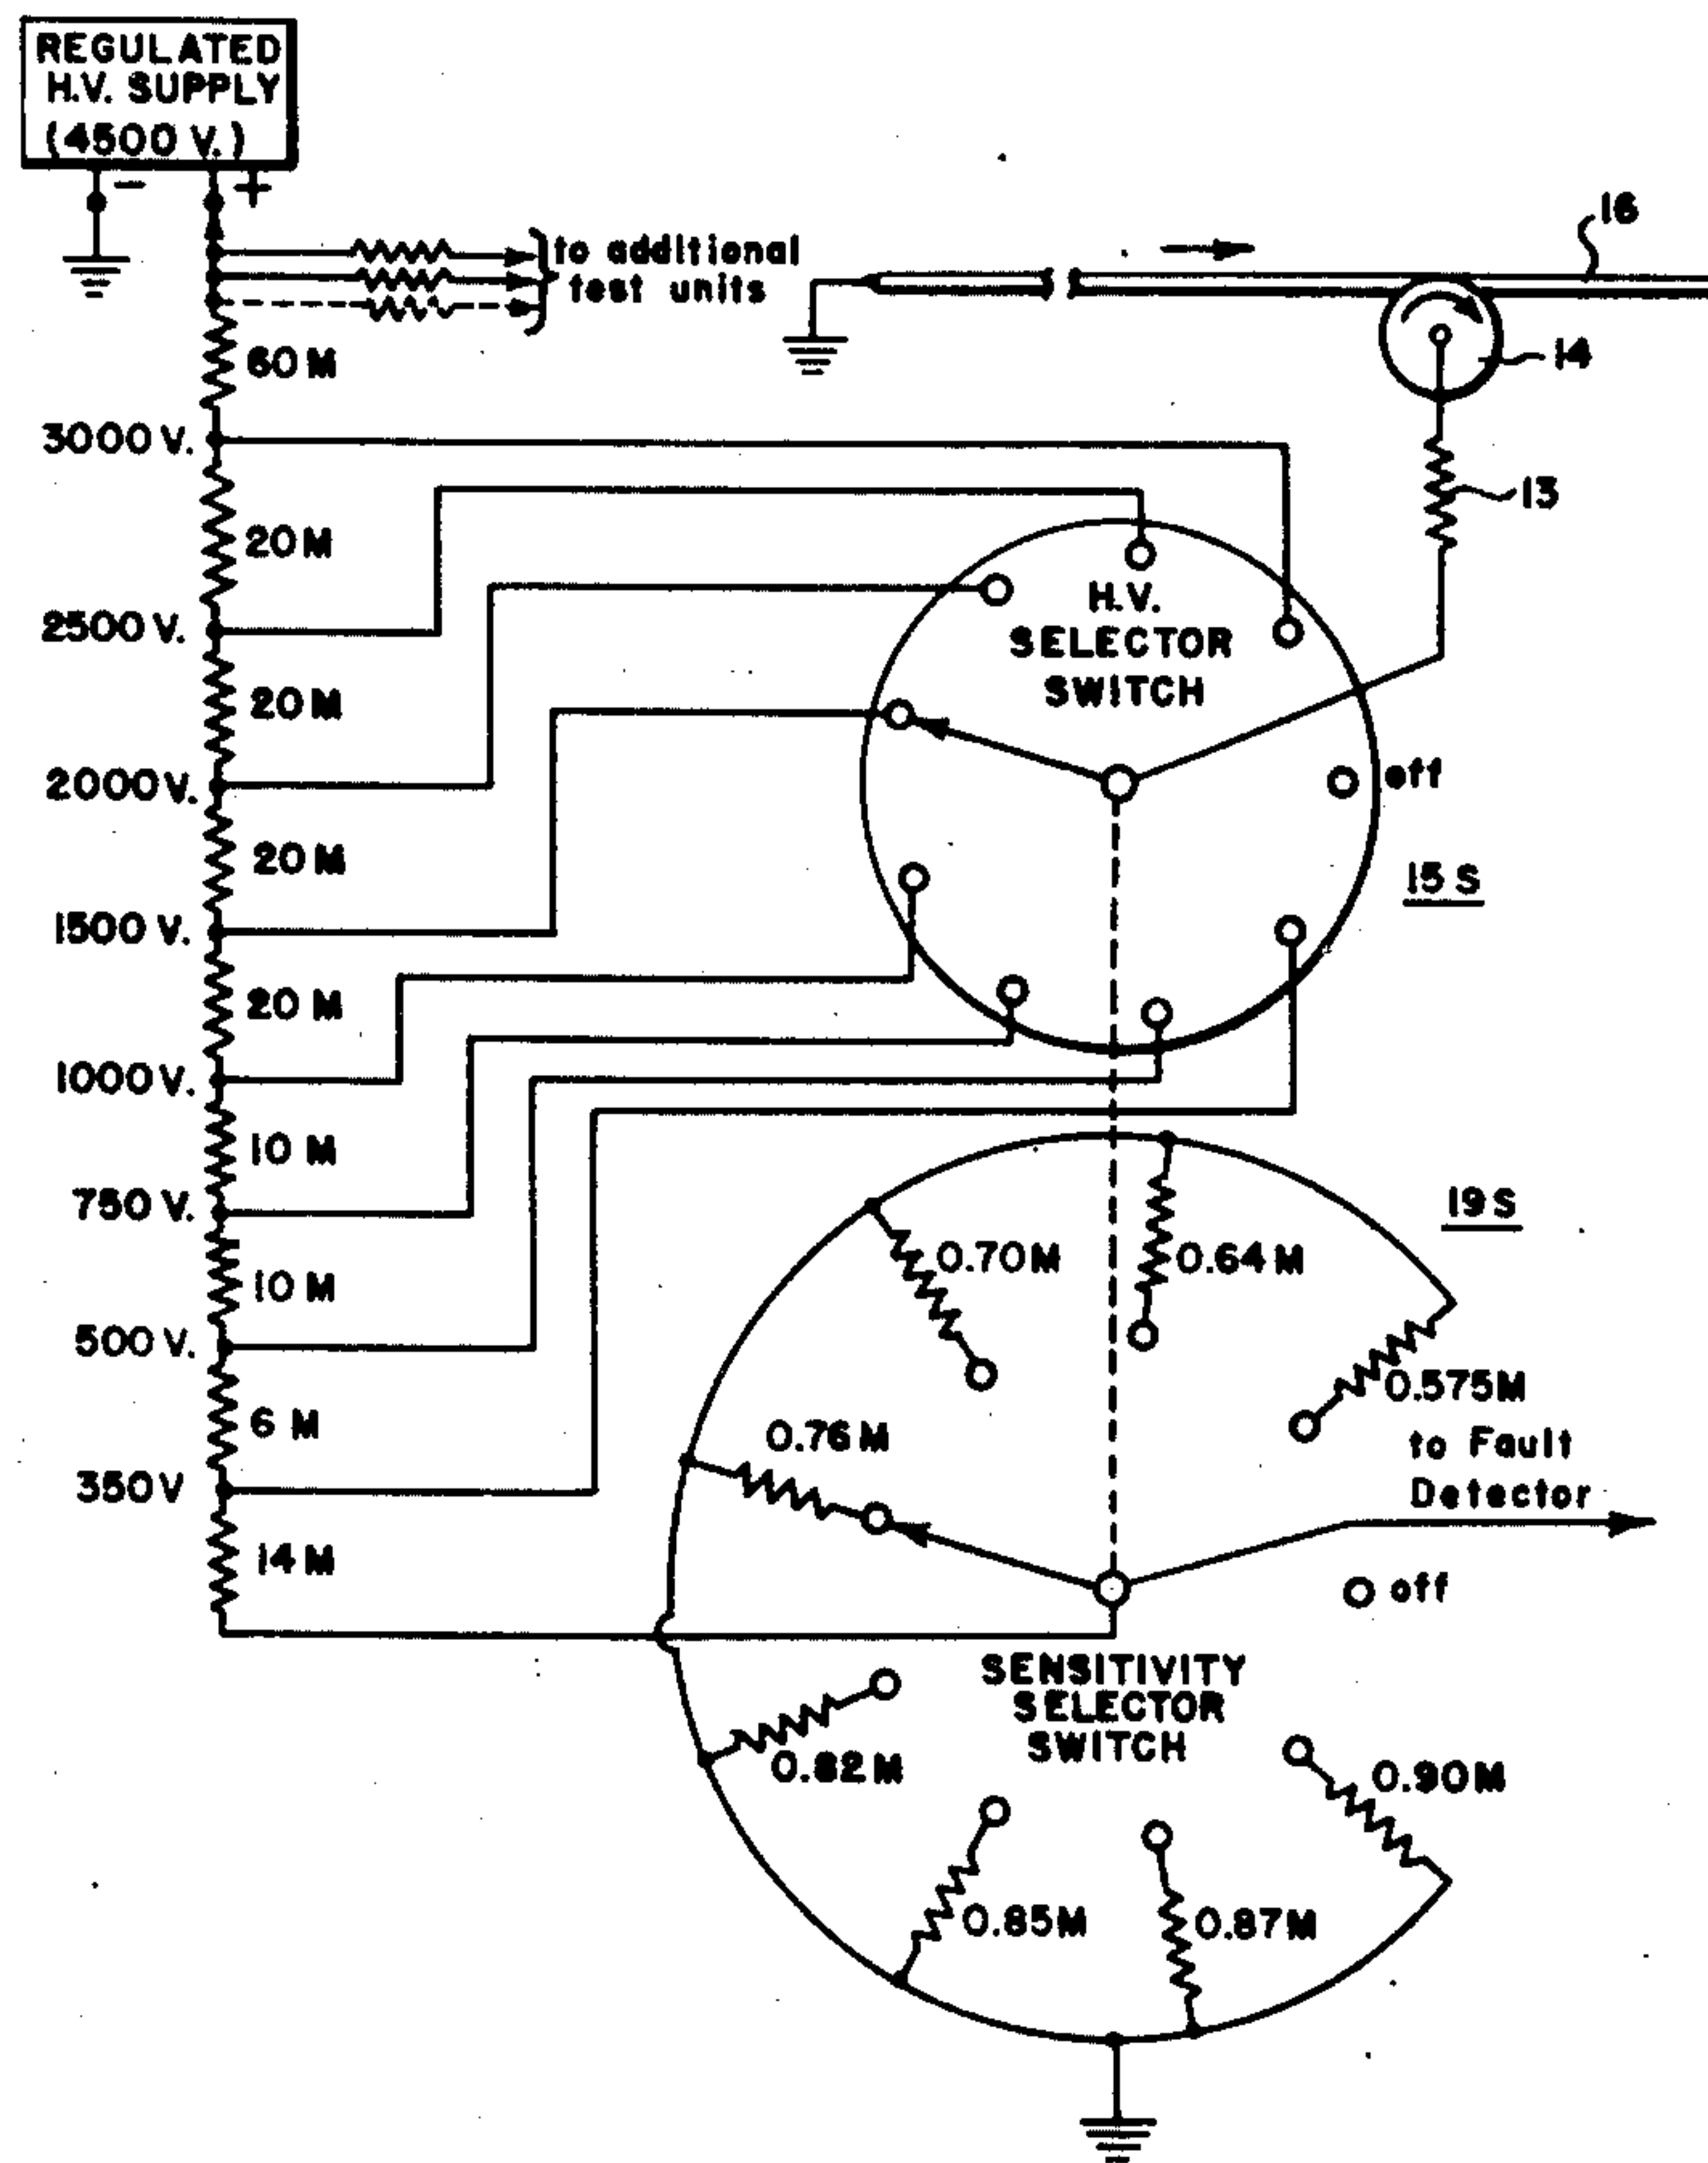 REGULATED
H.V. SUPPLY
(4500 V.)
- +
to additional
test units
16
14
60 M
3000 V.
13
20 M
H.V.
SELECTOR
SWITCH
2500 V.
20 M
off
2000 V.
20 M
15 S
1500 V.
20 M
1000 V.
10 M
19 S
750 V.
0.70 M
0.64 M
10 M
500 V.
0.575 M
6 M
0.76 M
to Fault
Detector
350 V
14 M
off
SENSITIVITY
SELECTOR
SWITCH
0.82 M
0.90 M
0.85 M
0.87 M